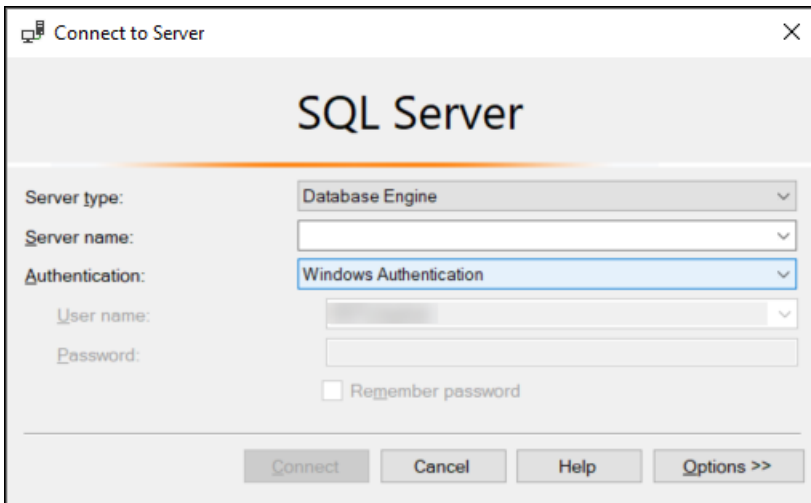 Connect to Server
SQL Server
Server type: Database Engine
Server name:
Authentication: Windows Authentication
User name:
Password:
Remember password
Connect Cancel Help Options >>